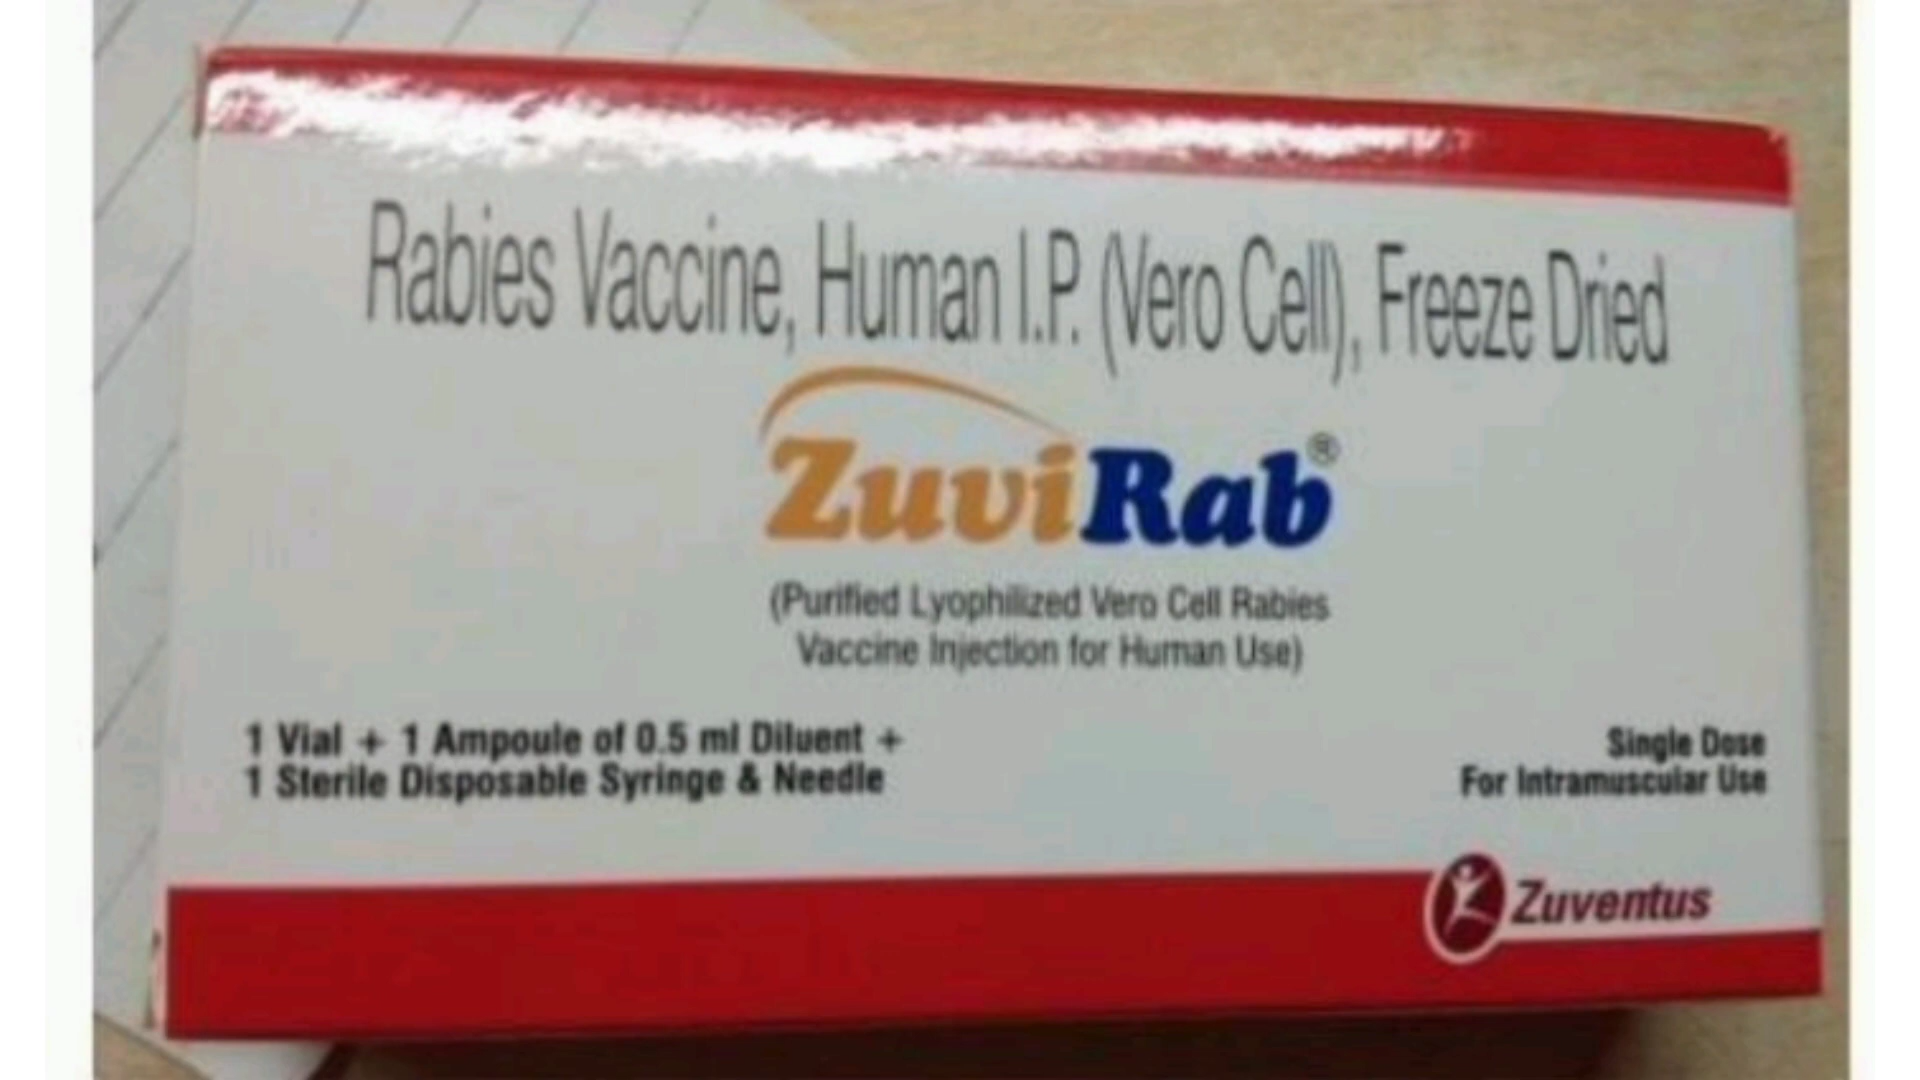 Rabies Vaccine, Human I.P. (Vero Cell), Freeze Dried
ZuviRab®
(Purified Lyophilized Vero Cell Rabies
Vaccine Injection for Human Use)
1 Vial + 1 Ampoule of 0.5 ml Diluent +
1 Sterile Disposable Syringe & Needle
Single Dose
For Intramuscular Use
Zuventus